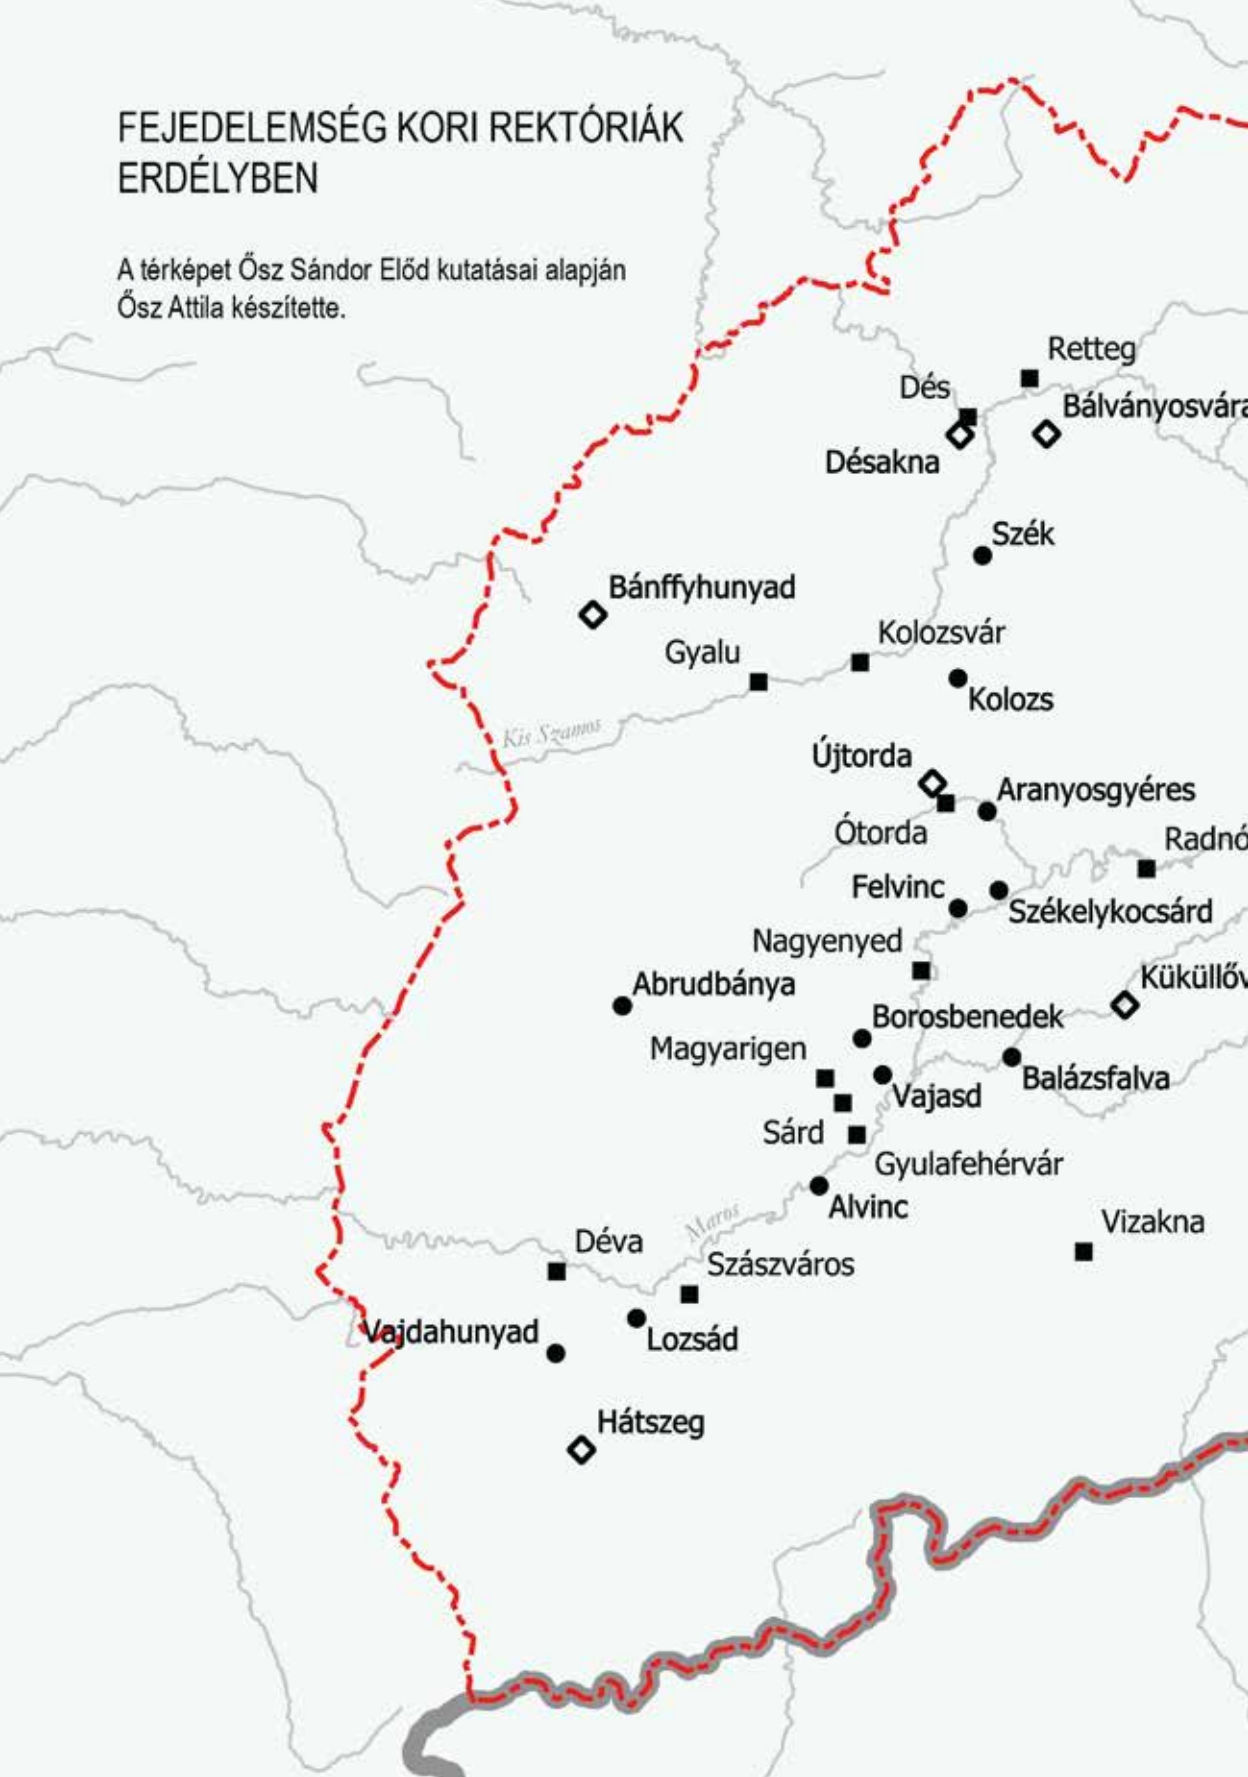 FEJEDELEMSÉG KORI REKTÓRIÁK
ERDÉLYBEN
A térképet Ősz Sándor Előd kutatásai alapján
Ősz Attila készítette.
Retteg
Dés
Bálványosvára
Désakna
Szék
Bánffyhunyad
Kolozsvár
Gyalu
Kolozs
Kis Szamos
Újtorda
Aranyosgyéres
Ótorda
Radnó
Felvinc
Székelykocsárd
Nagyenyed
Abrudbánya
Küküllőv
Borosbenedek
Magyarigen
Balázsfalva
Vajasd
Sárd
Gyulafehérvár
Alvinc
Maros
Vizakna
Déva
Szászváros
Vajdahunyad
Lozsád
Hátszeg